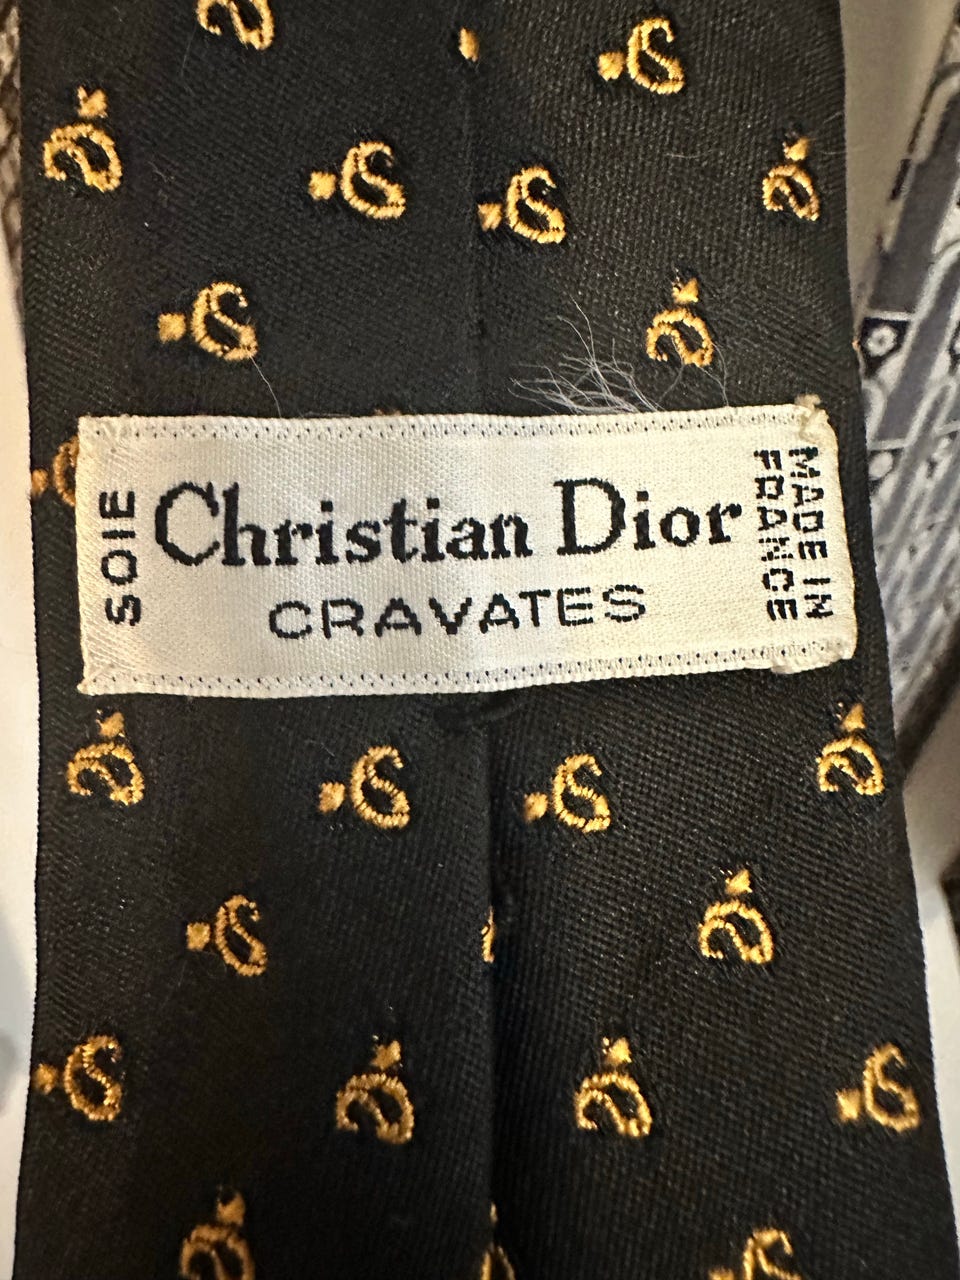 SOIE
Christian Dior
CRAVATES
MADE IN
FRANCE